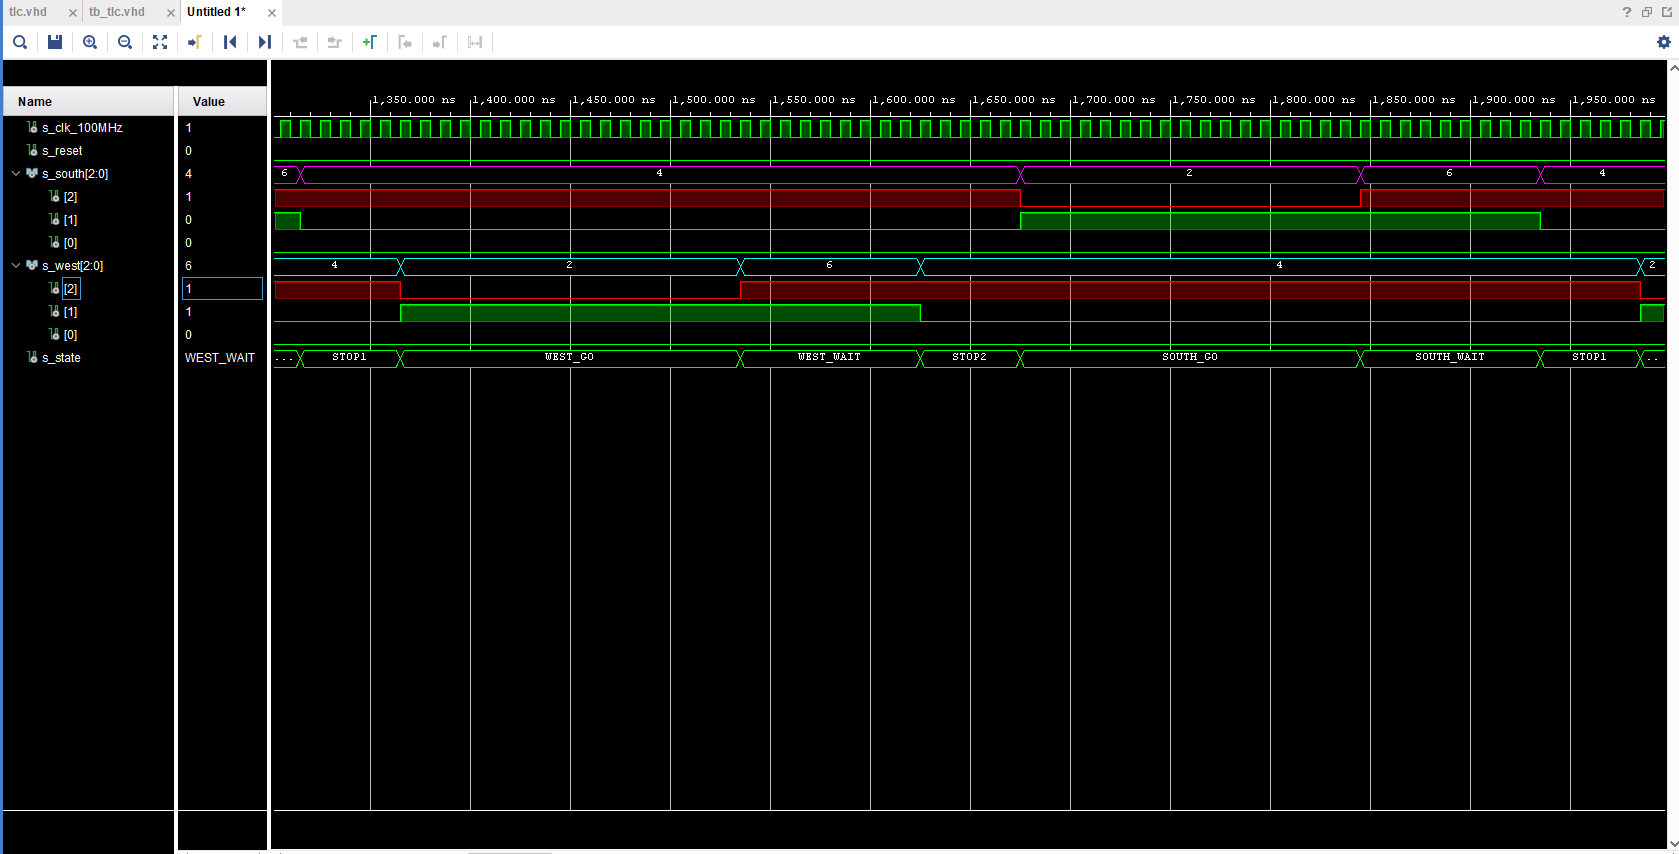 tlc.vhd tb_tlc.vhd Untitled 1*
Name Value
1,350.000 ns 1,400.000 ns 1,450.000 ns 1,500.000 ns 1,550.000 ns 1,600.000 ns 1,650.000 ns 1,700.000 ns 1,750.000 ns 1,800.000 ns 1,850.000 ns 1,900.000 ns 1,950.000 ns
s_clk_100MHz 1
s_reset 0
s_south[2:0] 4 6 4 2 6 4
[2] 1
[1] 0
[0] 0
s_west[2:0] 6 4 2 6 4 2
[2] 1
[1] 1
[0] 0
s_state WEST_WAIT ... STOP1 WEST_GO WEST_WAIT STOP2 SOUTH_GO SOUTH_WAIT STOP1 ..